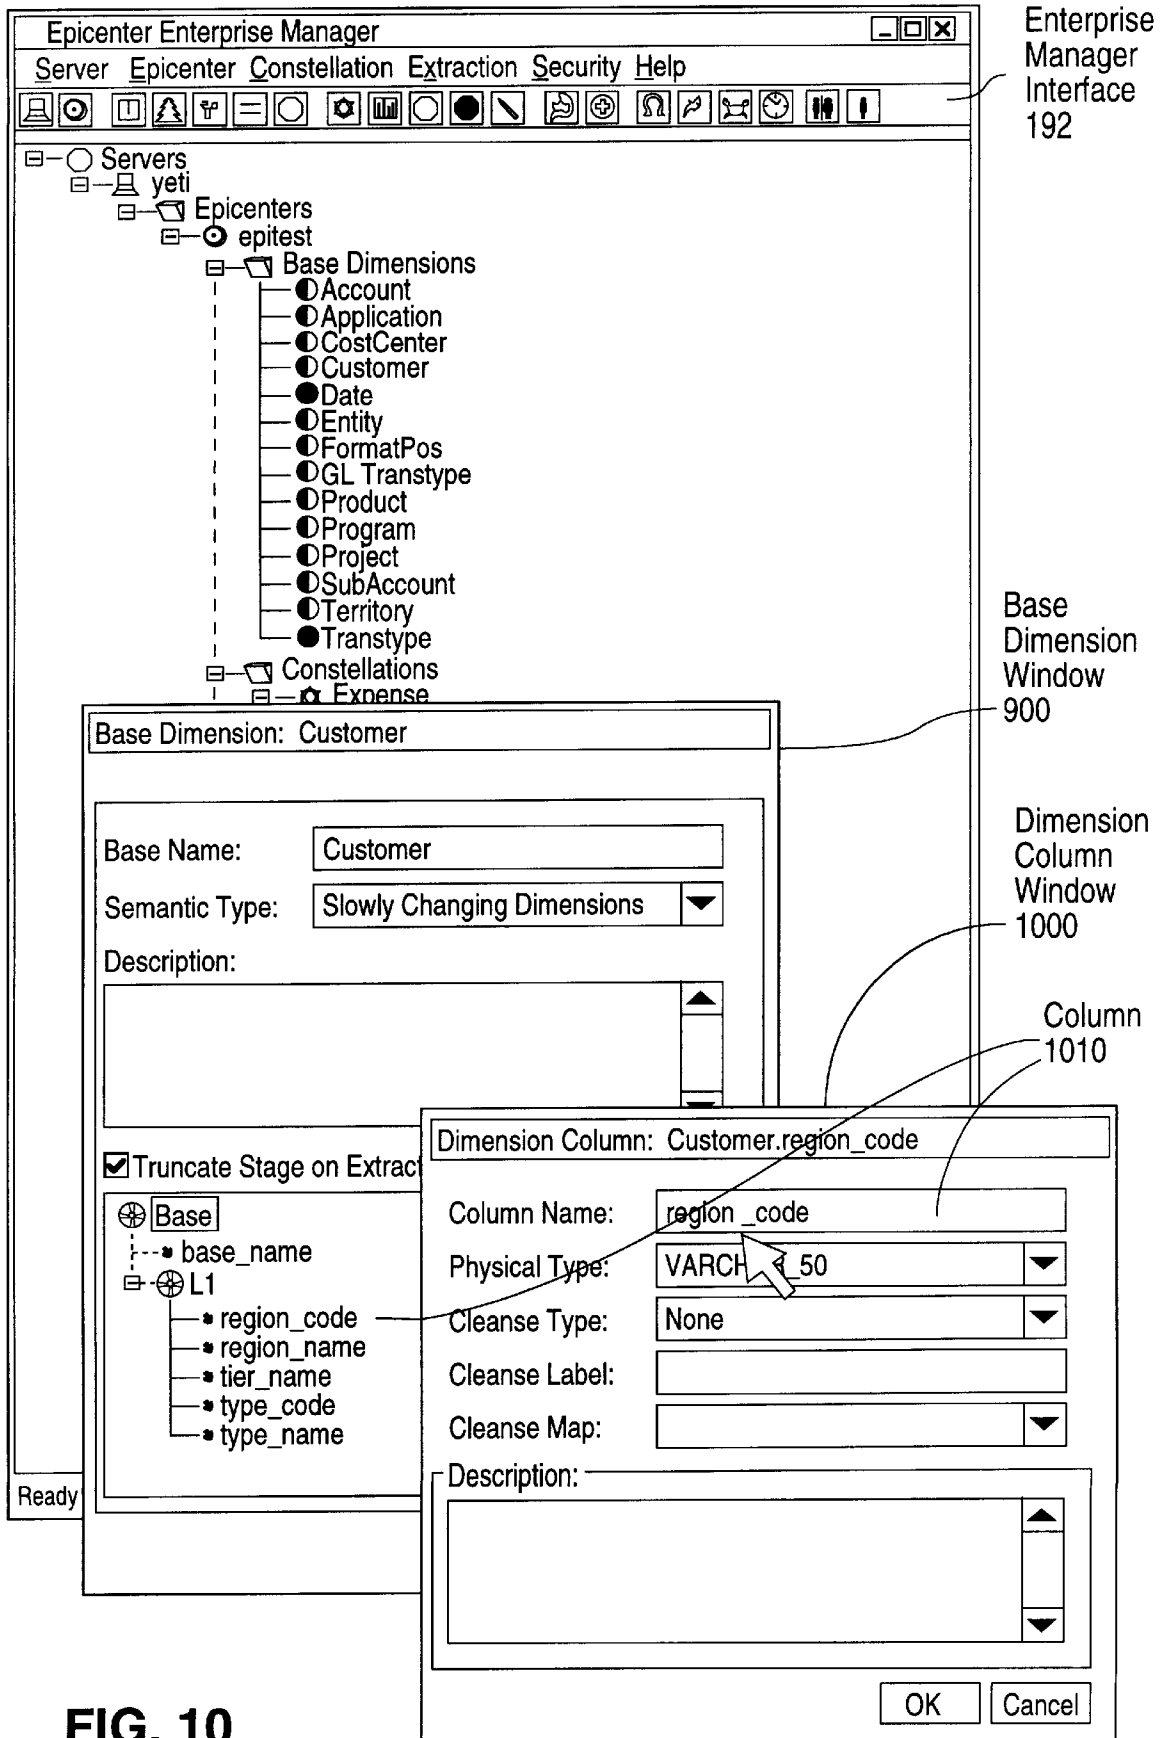 Epicenter Enterprise Manager
Server Epicenter Constellation Extraction Security Help
Enterprise
Manager
Interface
192
Servers
yeti
Epicenters
epitest
Base Dimensions
Account
Application
CostCenter
Customer
Date
Entity
FormatPos
GL Transtype
Product
Program
Project
SubAccount
Territory
Transtype
Constellations
Expense
Base
Dimension
Window
900
Base Dimension: Customer
Base Name: Customer
Semantic Type: Slowly Changing Dimensions
Description:
Dimension
Column
Window
1000
Column
1010
Truncate Stage on Extract
Base
base_name
L1
region_code
region_name
tier_name
type_code
type_name
Ready
Dimension Column: Customer.region_code
Column Name: region _code
Physical Type: _50
Cleanse Type: None
Cleanse Label:
Cleanse Map:
Description:
OK Cancel
FIG. 10